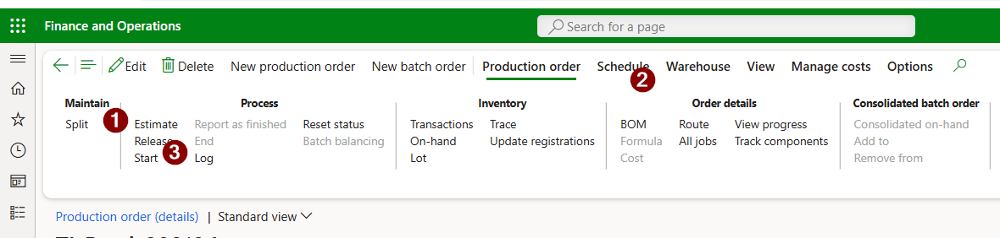 Finance and Operations
Search for a page
Edit Delete New production order New batch order Production order Schedule Warehouse View Manage costs Options
Maintain Process Inventory Order details Consolidated batch order
1 2 3
Split Estimate Report as finished Reset status Transactions Trace BOM Route View progress Consolidated on-hand
Release End Batch balancing On-hand Update registrations Formula All jobs Track components Add to
Start Log Lot Cost Remove from
Production order (details) | Standard view